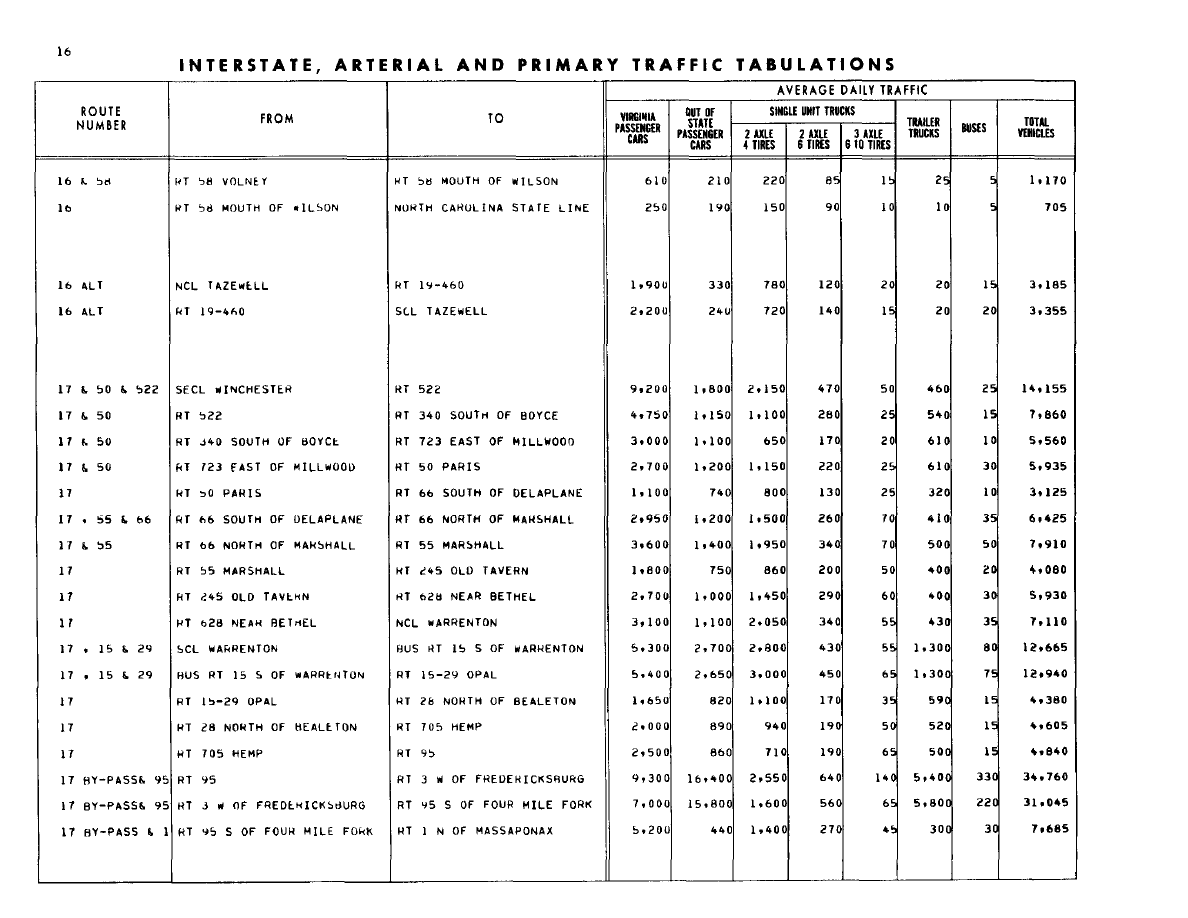 16
INTERSTATE, ARTERIAL AND PRIMARY TRAFFIC TABULATIONS
ROUTE NUMBER FROM TO AVERAGE DAILY TRAFFIC
VIRGINIA PASSENGER CARS OUT OF STATE PASSENGER CARS SINGLE UNIT TRUCKS TRAILER TRUCKS BUSES TOTAL VEHICLES
2 AXLE 4 TIRES 2 AXLE 6 TIRES 3 AXLE 6 10 TIRES
16 & 58 RT 58 VOLNEY RT 58 MOUTH OF WILSON 610 210 220 85 15 25 5 1,170
16 RT 58 MOUTH OF WILSON NORTH CAROLINA STATE LINE 250 190 150 90 10 10 5 705
16 ALT NCL TAZEWELL RT 19-460 1,900 330 780 120 20 20 15 3,185
16 ALT RT 19-460 SCL TAZEWELL 2,200 240 720 140 15 20 20 3,355
17 & 50 & 522 SECL WINCHESTER RT 522 9,200 1,800 2,150 470 50 460 25 14,155
17 & 50 RT 522 RT 340 SOUTH OF BOYCE 4,750 1,150 1,100 280 25 540 15 7,860
17 & 50 RT 340 SOUTH OF BOYCE RT 723 EAST OF MILLWOOD 3,000 1,100 650 170 20 610 10 5,560
17 & 50 RT 723 EAST OF MILLWOOD RT 50 PARIS 2,700 1,200 1,150 220 25 610 30 5,935
17 RT 50 PARIS RT 66 SOUTH OF DELAPLANE 1,100 740 800 130 25 320 10 3,125
17 , 55 & 66 RT 66 SOUTH OF DELAPLANE RT 66 NORTH OF MARSHALL 2,950 1,200 1,500 260 70 410 35 6,425
17 & 55 RT 66 NORTH OF MARSHALL RT 55 MARSHALL 3,600 1,400 1,950 340 70 500 50 7,910
17 RT 55 MARSHALL RT 245 OLD TAVERN 1,800 750 860 200 50 400 20 4,080
17 RT 245 OLD TAVERN RT 628 NEAR BETHEL 2,700 1,000 1,450 290 60 400 30 5,930
17 RT 628 NEAR BETHEL NCL WARRENTON 3,100 1,100 2,050 340 55 430 35 7,110
17 , 15 & 29 SCL WARRENTON BUS RT 15 S OF WARRENTON 5,300 2,700 2,800 430 55 1,300 80 12,665
17 , 15 & 29 BUS RT 15 S OF WARRENTON RT 15-29 OPAL 5,400 2,650 3,000 450 65 1,300 75 12,940
17 RT 15-29 OPAL RT 28 NORTH OF BEALETON 1,650 820 1,100 170 35 590 15 4,380
17 RT 28 NORTH OF BEALETON RT 705 HEMP 2,000 890 940 190 50 520 15 4,605
17 RT 705 HEMP RT 95 2,500 860 710 190 65 500 15 4,840
17 BY-PASS& 95 RT 95 RT 3 W OF FREDERICKSBURG 9,300 16,400 2,550 640 140 5,400 330 34,760
17 BY-PASS& 95 RT 3 W OF FREDERICKSBURG RT 95 S OF FOUR MILE FORK 7,000 15,800 1,600 560 65 5,800 220 31,045
17 BY-PASS & 1 RT 95 S OF FOUR MILE FORK RT 1 N OF MASSAPONAX 5,200 440 1,400 270 45 300 30 7,685